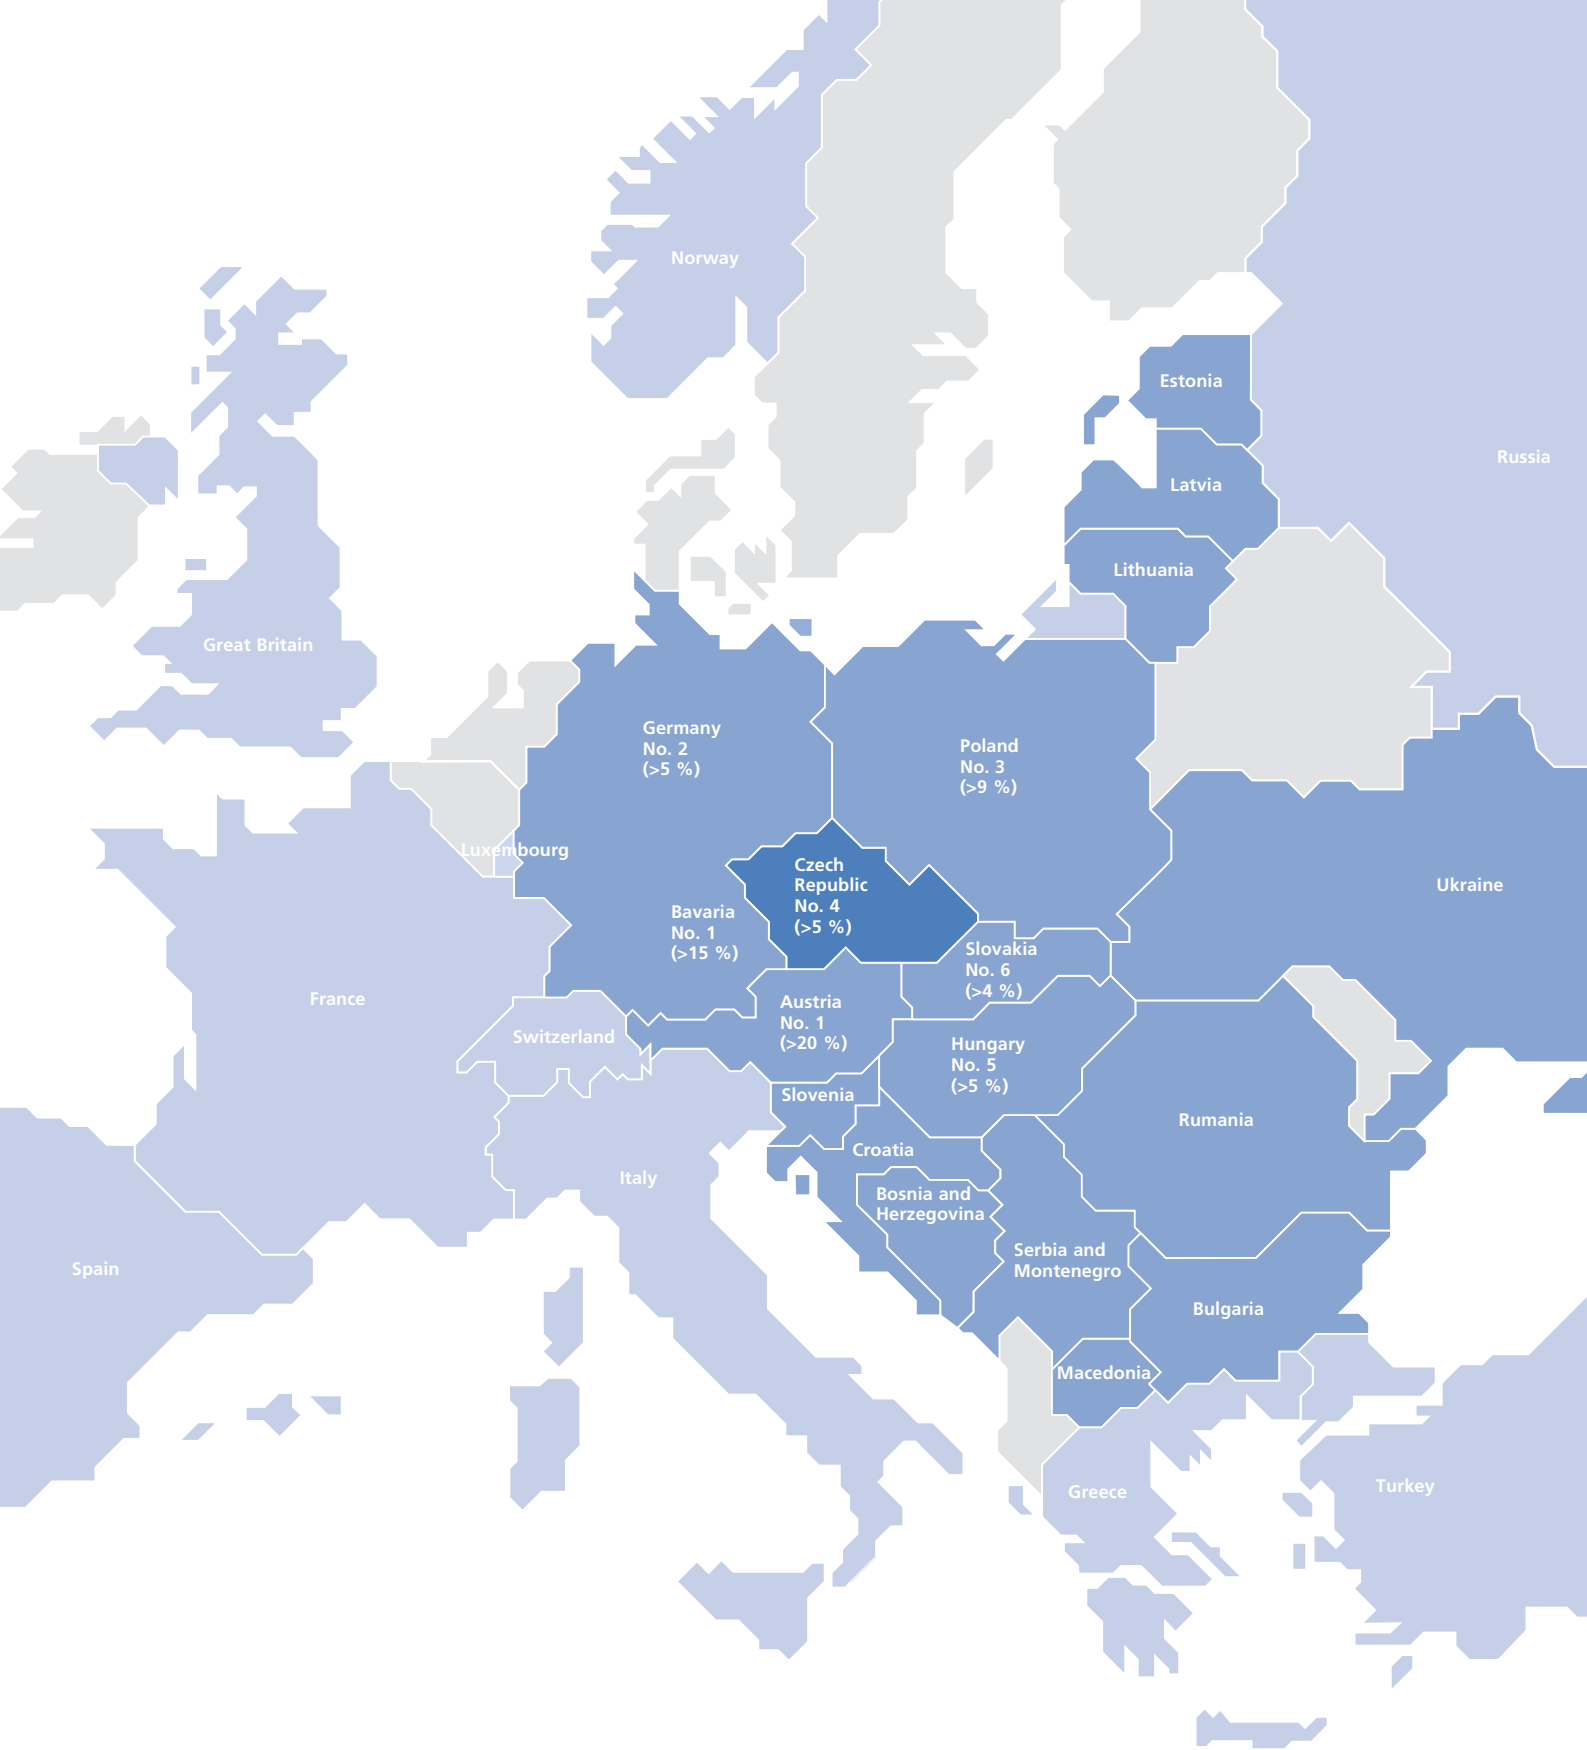 Norway
Estonia
Russia
Latvia
Lithuania
Great Britain
Germany
No. 2
(>5 %)
Poland
No. 3
(>9 %)
Luxembourg
Czech
Republic
No. 4
(>5 %)
Ukraine
Bavaria
No. 1
(>15 %)
Slovakia
No. 6
(>4 %)
France
Austria
No. 1
(>20 %)
Switzerland
Hungary
No. 5
(>5 %)
Slovenia
Rumania
Croatia
Italy
Bosnia and
Herzegovina
Serbia and
Montenegro
Spain
Bulgaria
Macedonia
Greece
Turkey